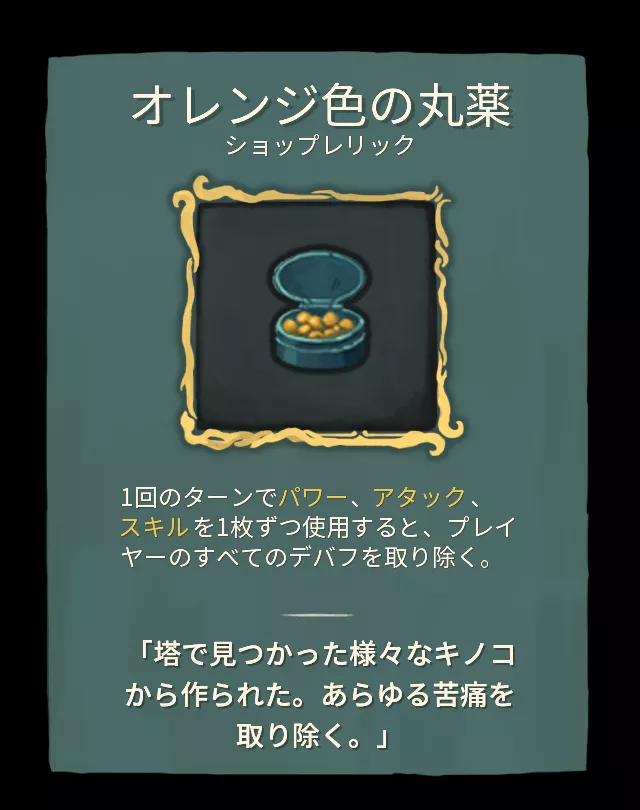 オレンジ色の丸薬
ショップレリック
1回のターンでパワー、アタック、
スキルを1枚ずつ使用すると、プレイ
ヤーのすべてのデバフを取り除く。
「塔で見つかった様々なキノコ
から作られた。あらゆる苦痛を
取り除く。」